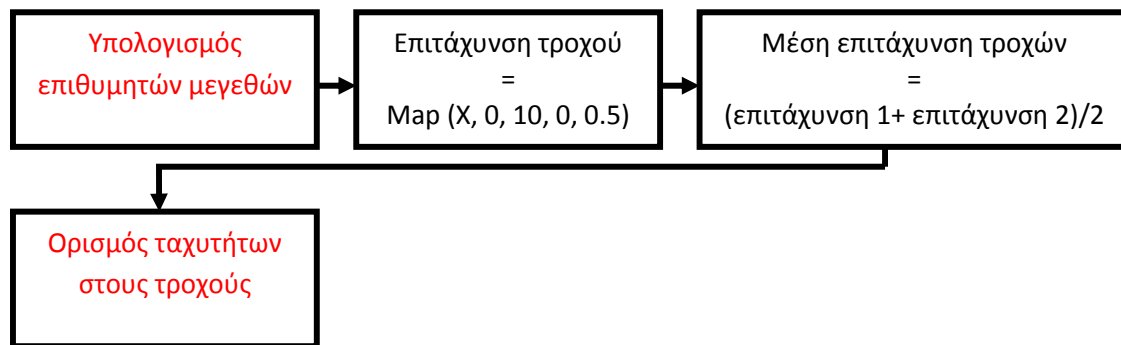 Υπολογισμός
επιθυμητών μεγεθών
Επιτάχυνση τροχού
=
Map (X, 0, 10, 0, 0.5)
Μέση επιτάχυνση τροχών
=
(επιτάχυνση 1+ επιτάχυνση 2)/2
Ορισμός ταχυτήτων
στους τροχούς